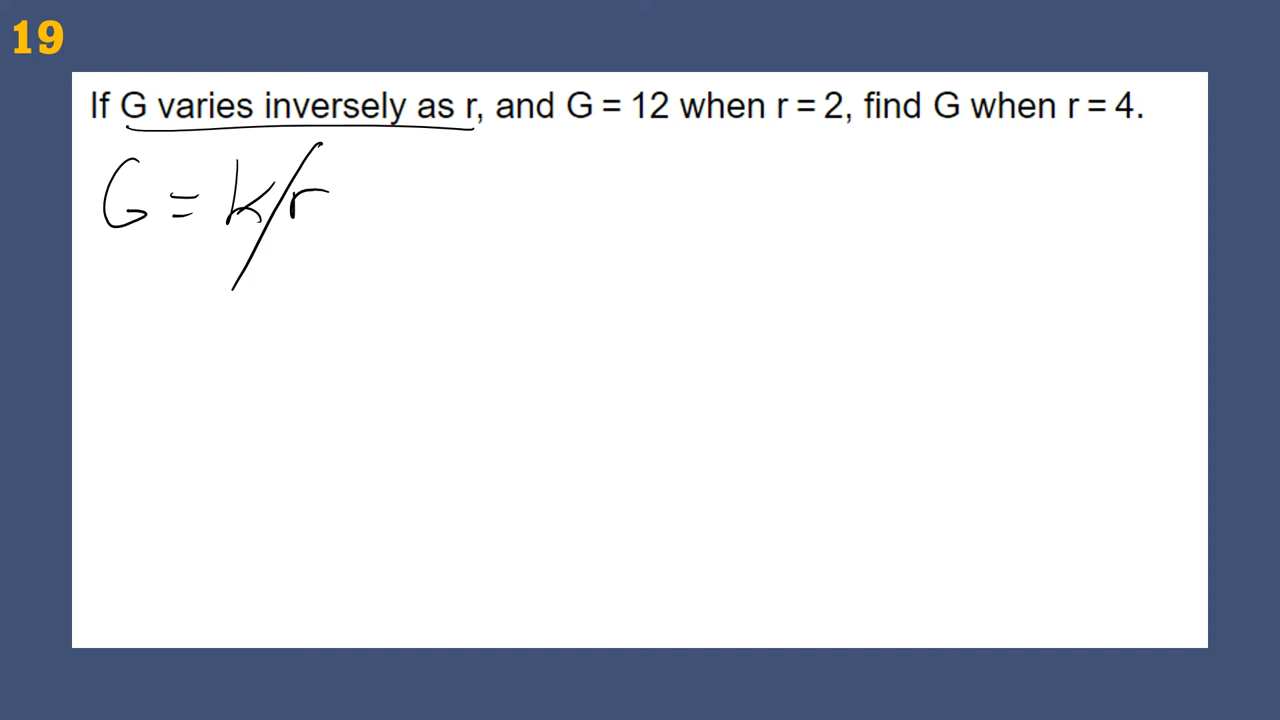 19
If G varies inversely as r, and G = 12 when r = 2, find G when r = 4.
G = k/r